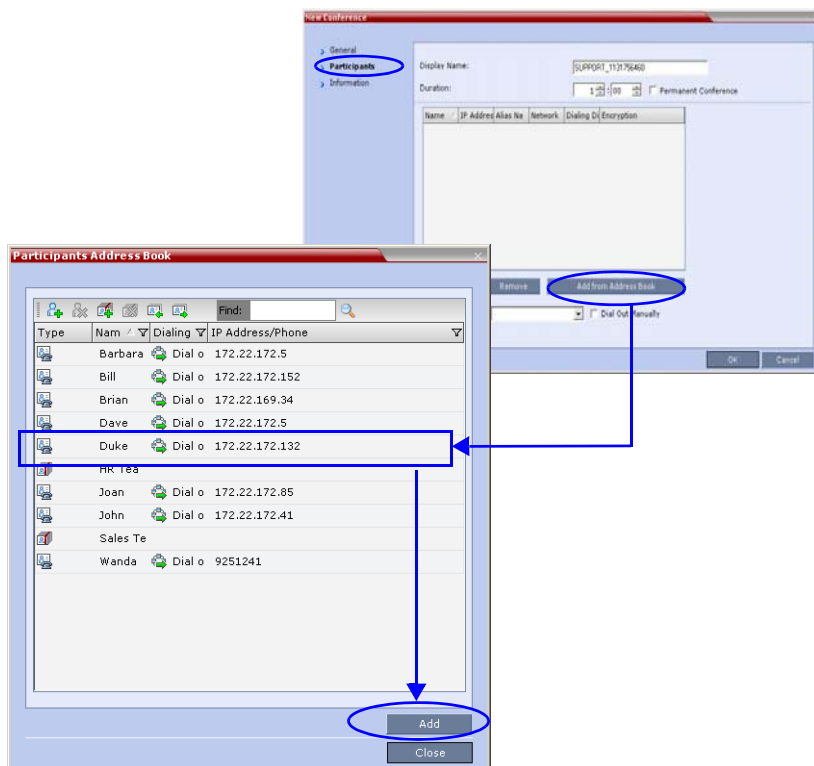 New Conference
General
Participants
Information
Display Name:
SUPPORT_1131756460
Duration:
1 : 00 Permanent Conference
Name IP Addres Alias Na Network Dialing Di Encryption
Remove Add from Address Book
Dial Out Manually
OK Cancel
Participants Address Book
Find:
Type Nam Dialing IP Address/Phone
Barbara Dial o 172.22.172.5
Bill Dial o 172.22.172.152
Brian Dial o 172.22.169.34
Dave Dial o 172.22.172.5
Duke Dial o 172.22.172.132
HR Tea
Joan Dial o 172.22.172.85
John Dial o 172.22.172.41
Sales Te
Wanda Dial o 9251241
Add
Close